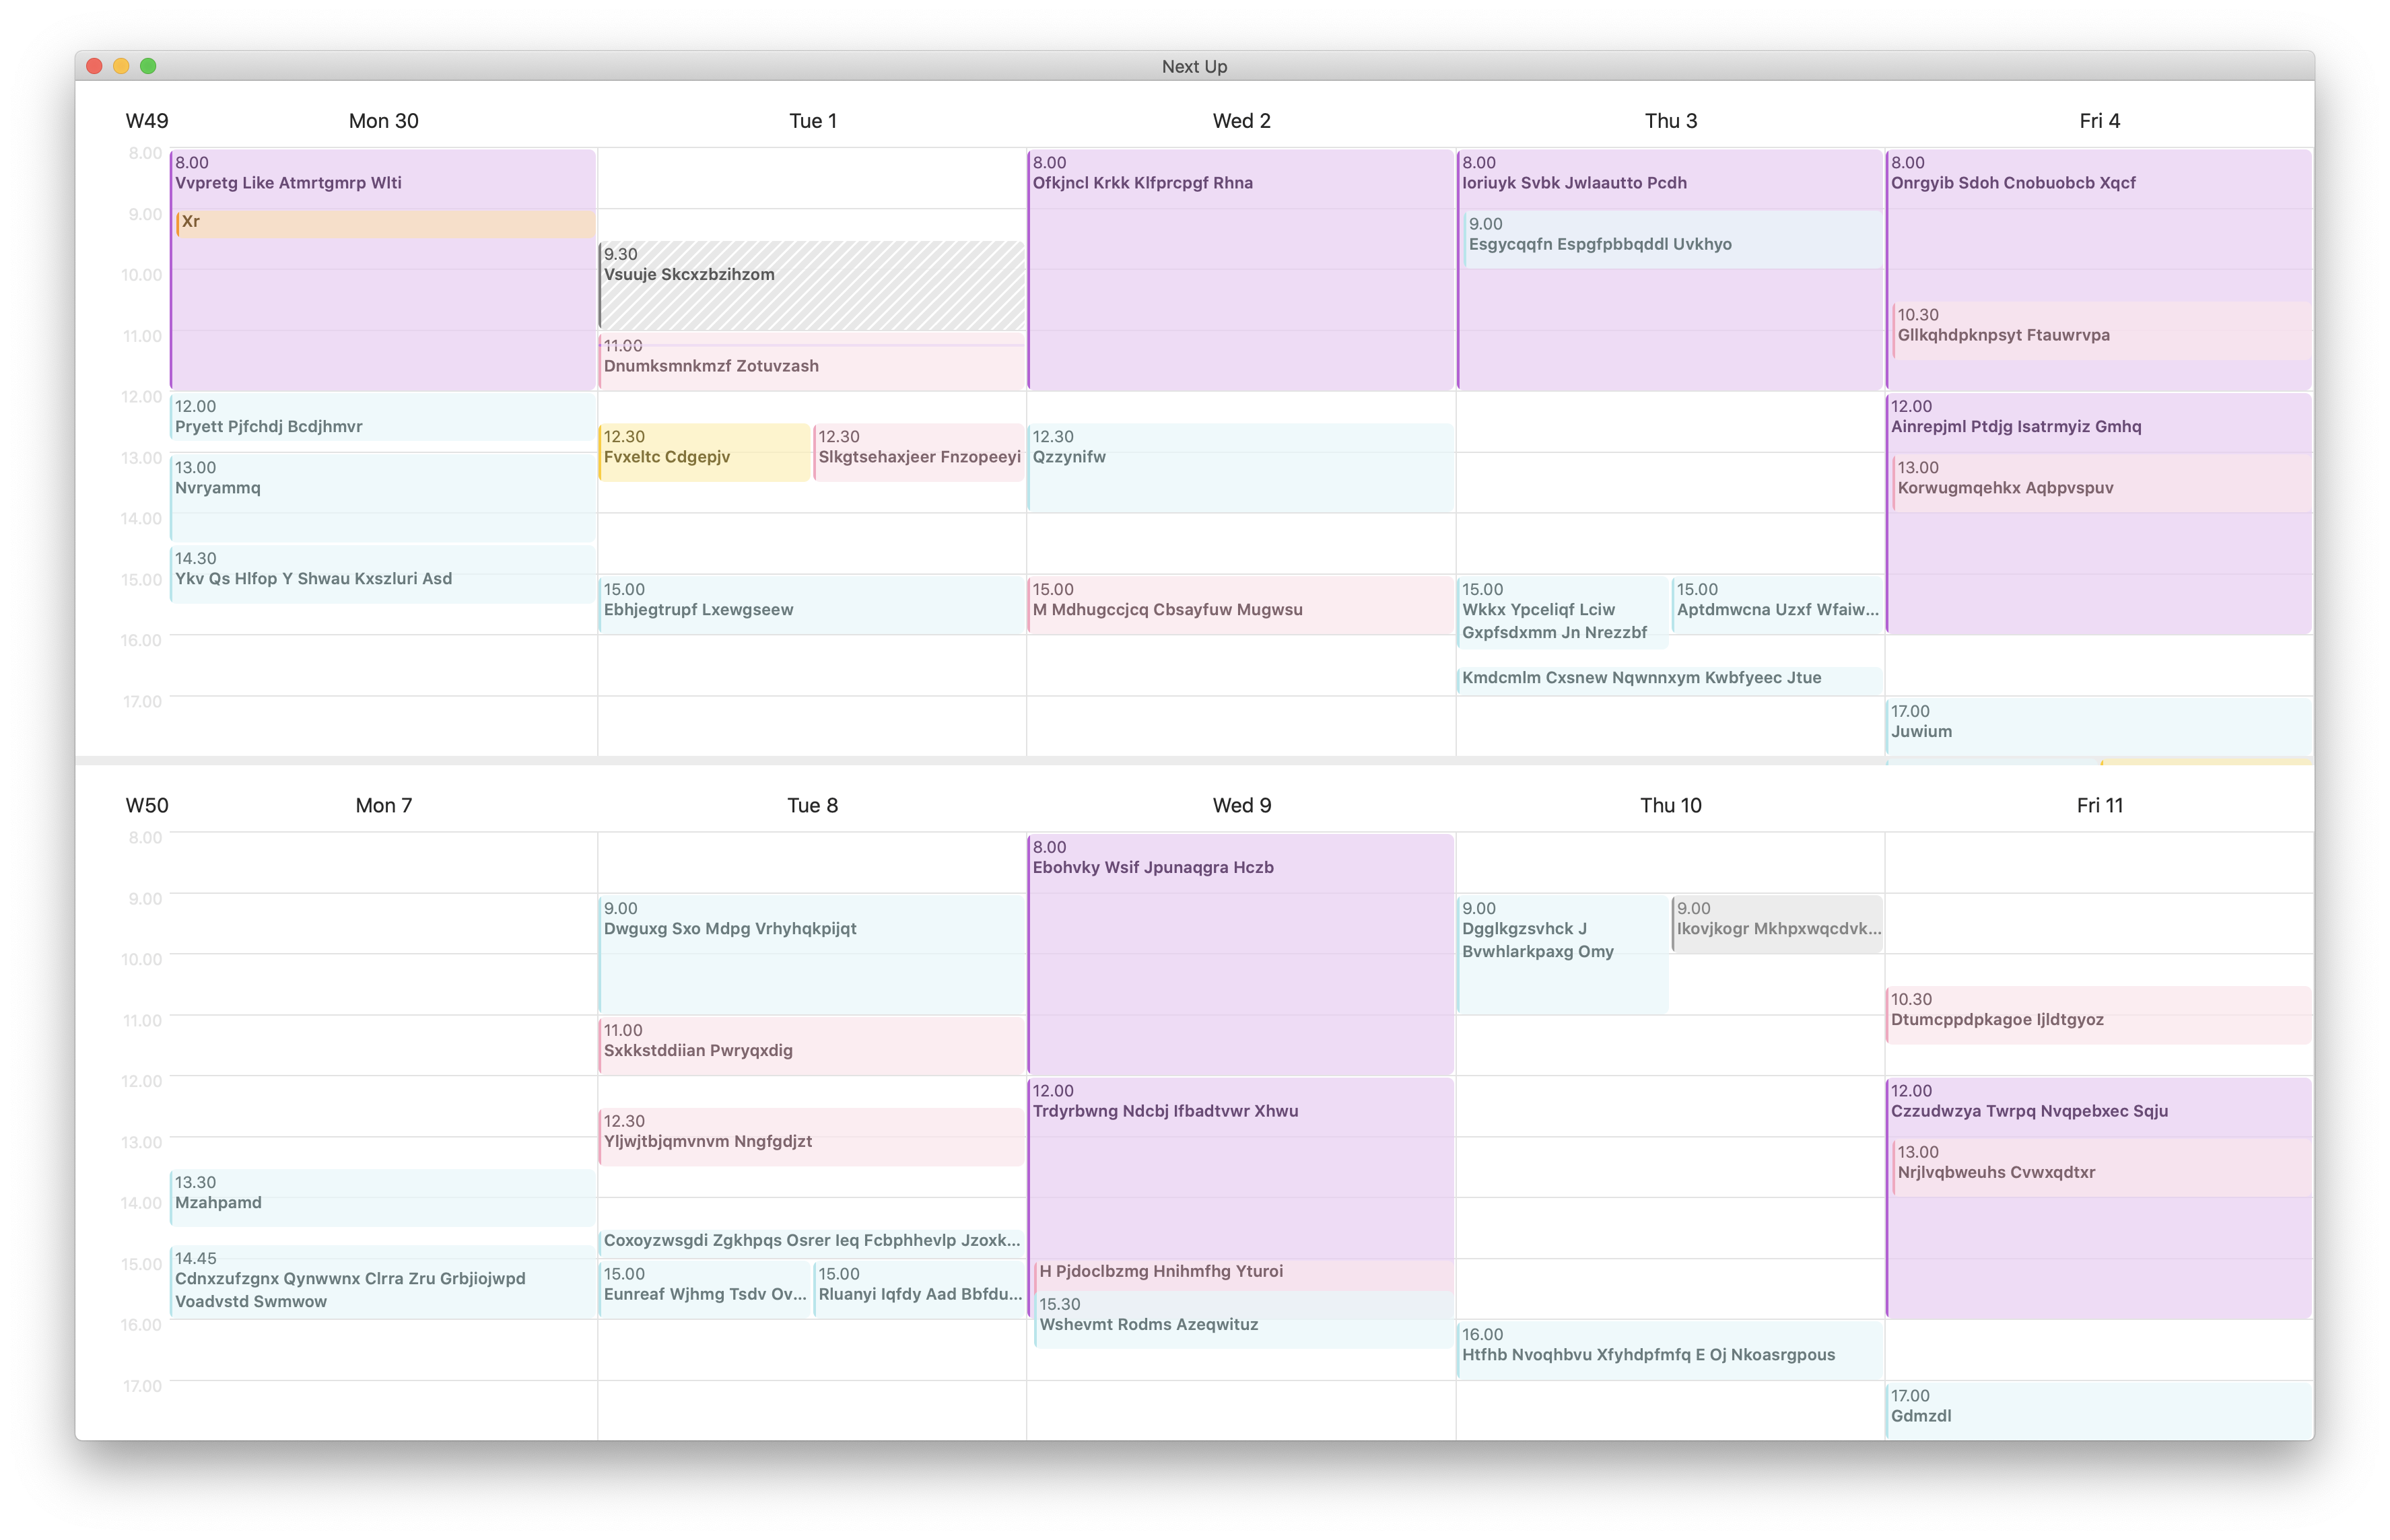 Next Up
W49
Mon 30
Tue 1
Wed 2
Thu 3
Fri 4
8.00
9.00
10.00
11.00
12.00
13.00
14.00
15.00
16.00
17.00
8.00
Vvpretg Like Atmrtgmrp Wlti
Xr
12.00
Pryett Pjfchdj Bcdjhmvr
13.00
Nvryammq
14.30
Ykv Qs Hlfop Y Shwau Kxszluri Asd
9.30
Vsuuje Skcxzbzihzom
11.00
Dnumksmnkmzf Zotuvzash
12.30
Fvxeltc Cdgepjv
12.30
Slkgtsehaxjeer Fnzopeeyi
15.00
Ebhjegtrupf Lxewgseew
8.00
Ofkjncl Krkk Klfprcpgf Rhna
12.30
Qzzynifw
15.00
M Mdhugccjcq Cbsayfuw Mugwsu
8.00
Ioriuyk Svbk Jwlaautto Pcdh
9.00
Esgycqqfn Espgfpbbqddl Uvkhyo
15.00
Wkkx Ypceliqf Lciw
Gxpfsdxmm Jn Nrezzbf
15.00
Aptdmwcna Uzxf Wfaiw...
Kmdcmlm Cxsnew Nqwnnxym Kwbfyeec Jtue
8.00
Onrgyib Sdoh Cnobuobcb Xqcf
10.30
Gllkqhdpknpsyt Ftauwrvpa
12.00
Ainrepjml Ptdjg Isatrmyiz Gmhq
13.00
Korwugmqehkx Aqbpvspuv
17.00
Juwium
W50
Mon 7
Tue 8
Wed 9
Thu 10
Fri 11
8.00
9.00
10.00
11.00
12.00
13.00
14.00
15.00
16.00
17.00
13.30
Mzahpamd
14.45
Cdnxzufzgnx Qynwwnx Clrra Zru Grbjiojwpd
Voadvstd Swmwow
9.00
Dwguxg Sxo Mdpg Vrhyhqkpijqt
11.00
Sxkkstddiian Pwryqxdig
12.30
Yljwjtbjqmvnvm Nngfgdjzt
Coxoyzwsgdi Zgkhpqs Osrer Ieq Fcbphhevlp Jzoxk...
15.00
Eunreaf Wjhmg Tsdv Ov...
15.00
Rluanyi Iqfdy Aad Bbfdu...
8.00
Ebohvky Wsif Jpunaqgra Hczb
12.00
Trdyrbwng Ndcbj Ifbadtvwr Xhwu
H Pjdoclbzmg Hnihmfhg Yturoi
15.30
Wshevmt Rodms Azeqwituz
9.00
Dgglkgzsvhck J
Bvwhlarkpaxg Omy
9.00
Ikovjkogr Mkhpxwqcdvk...
16.00
Htfhb Nvoqhbvu Xfyhdpfmfq E Oj Nkoasrgpous
10.30
Dtumcppdpkagoe Ijldtgyoz
12.00
Czzudwzya Twrpq Nvqpebxec Sqju
13.00
Nrjlvqbweuhs Cvwxqdtxr
17.00
Gdmzdl